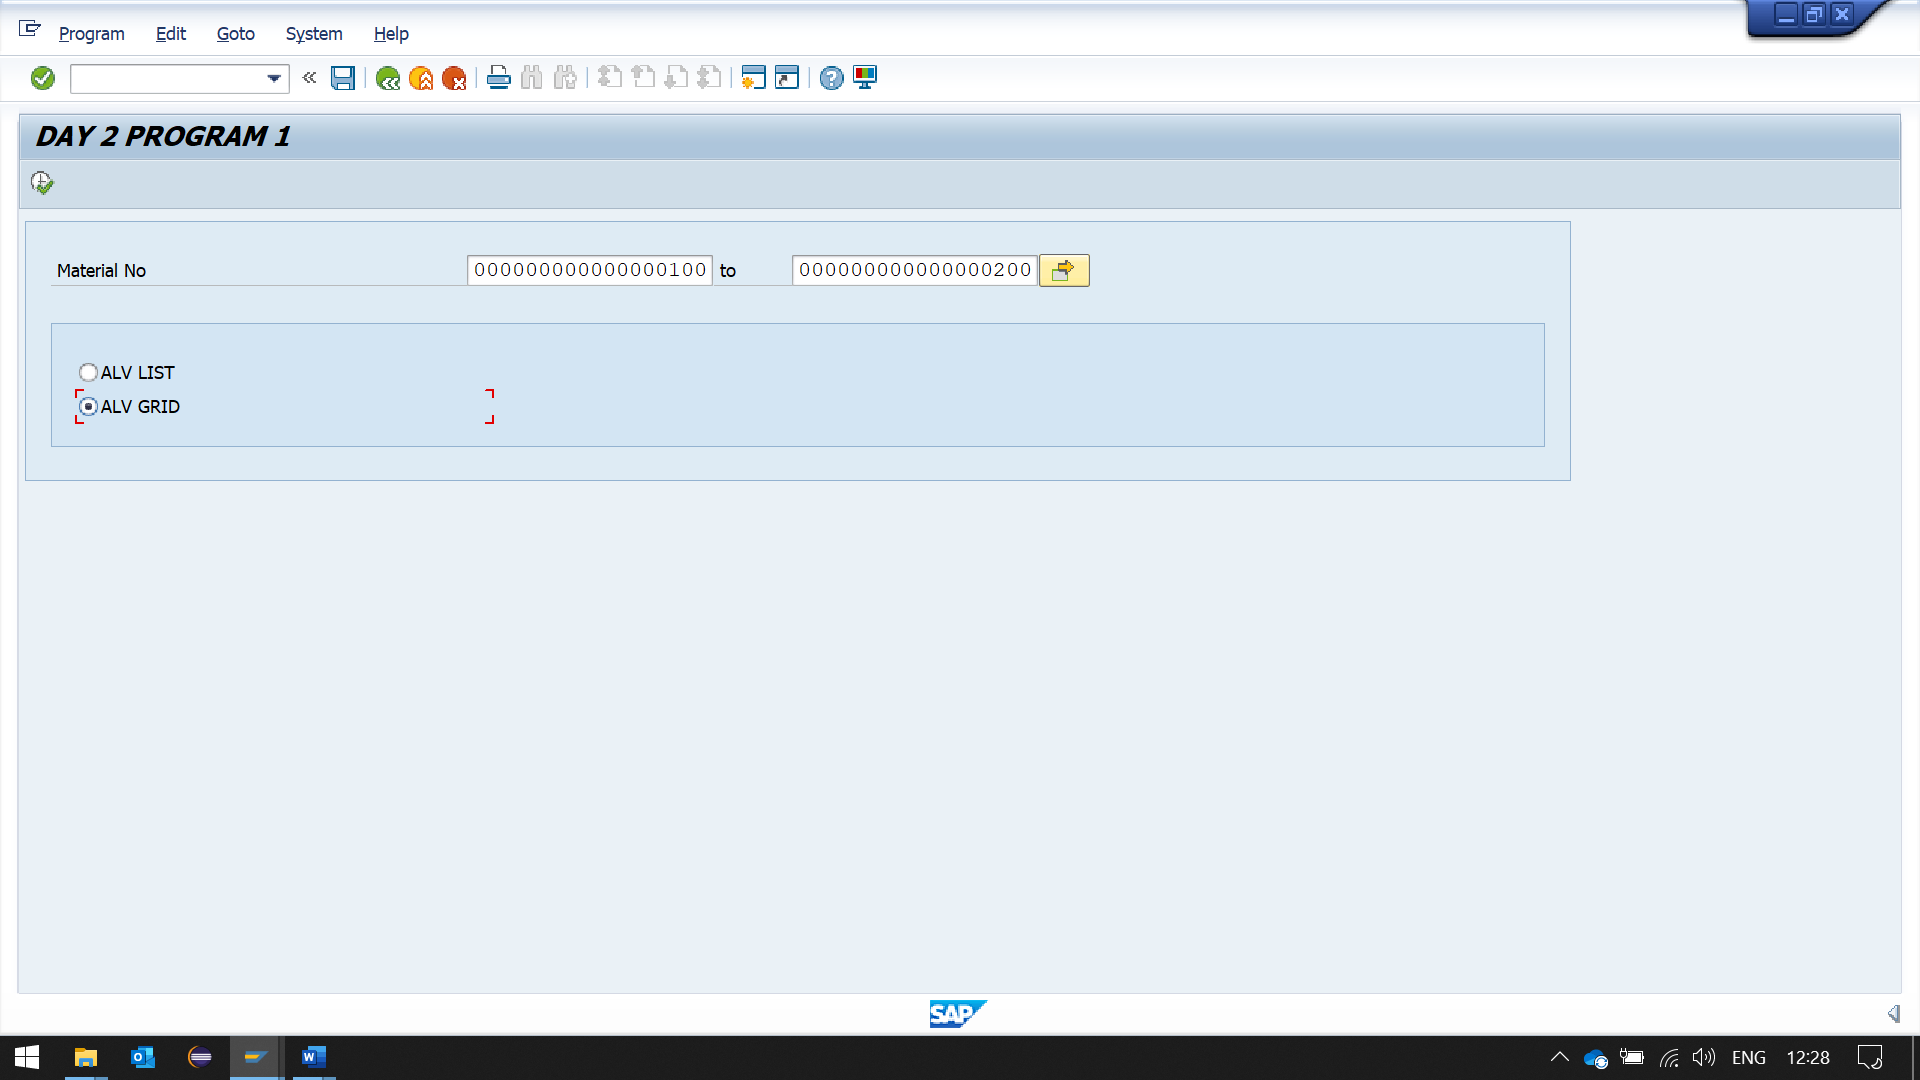 Program Edit Goto System Help
DAY 2 PROGRAM 1
Material No 000000000000000100 to 000000000000000200
ALV LIST
ALV GRID
SAP
ENG 12:28